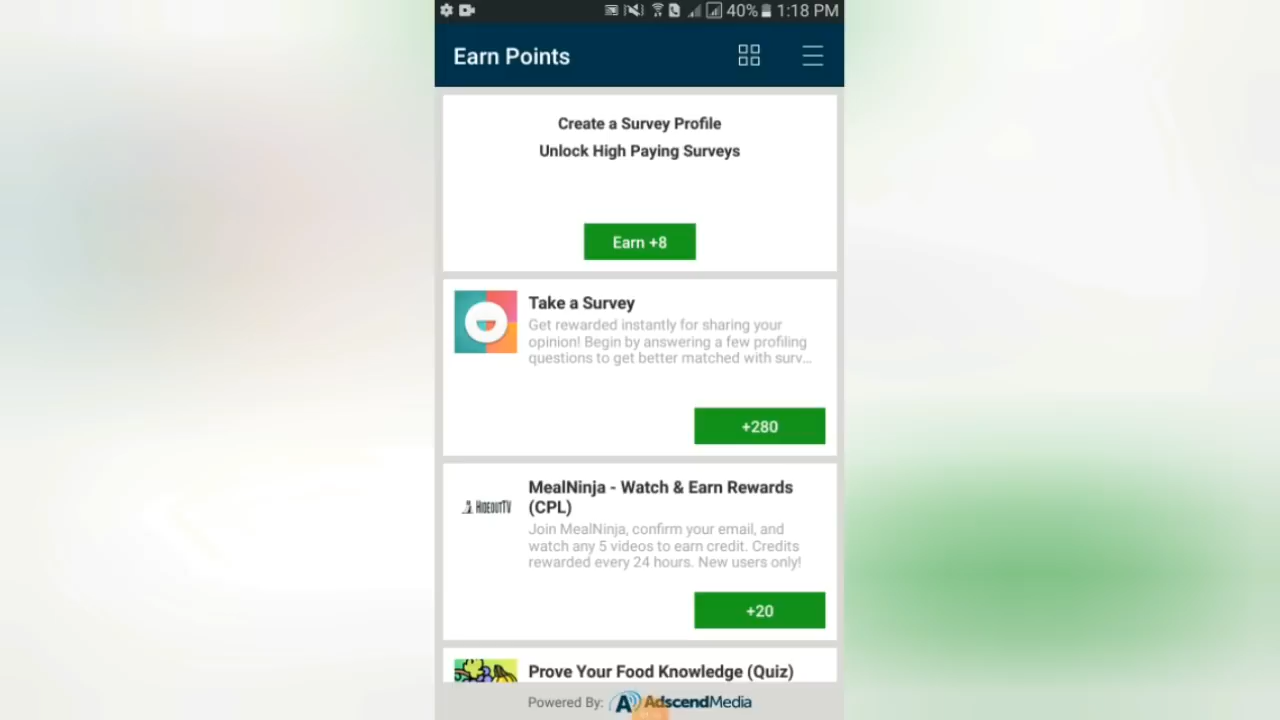 40% 1:18 PM
Earn Points
Create a Survey Profile
Unlock High Paying Surveys
Earn +8
Take a Survey
Get rewarded instantly for sharing your
opinion! Begin by answering a few profiling
questions to get better matched with surv...
+280
HIDEOUTTV
MealNinja - Watch & Earn Rewards
(CPL)
Join MealNinja, confirm your email, and
watch any 5 videos to earn credit. Credits
rewarded every 24 hours. New users only!
+20
Prove Your Food Knowledge (Quiz)
Powered By: AdscendMedia